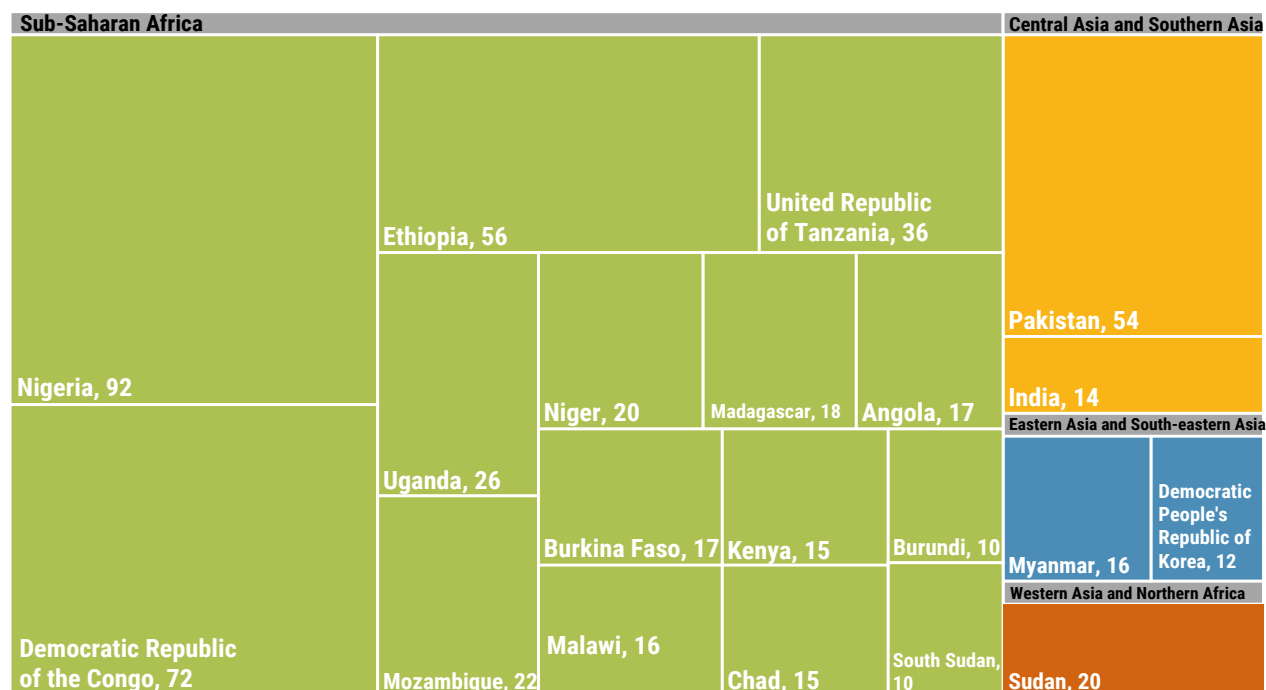 Sub-Saharan Africa
Nigeria, 92
Democratic Republic
of the Congo, 72
Ethiopia, 56
United Republic
of Tanzania, 36
Uganda, 26
Mozambique, 22
Niger, 20
Madagascar, 18
Angola, 17
Burkina Faso, 17
Kenya, 15
Burundi, 10
Malawi, 16
Chad, 15
South Sudan,
10
Central Asia and Southern Asia
Pakistan, 54
India, 14
Eastern Asia and South-eastern Asia
Myanmar, 16
Democratic
People's
Republic of
Korea, 12
Western Asia and Northern Africa
Sudan, 20